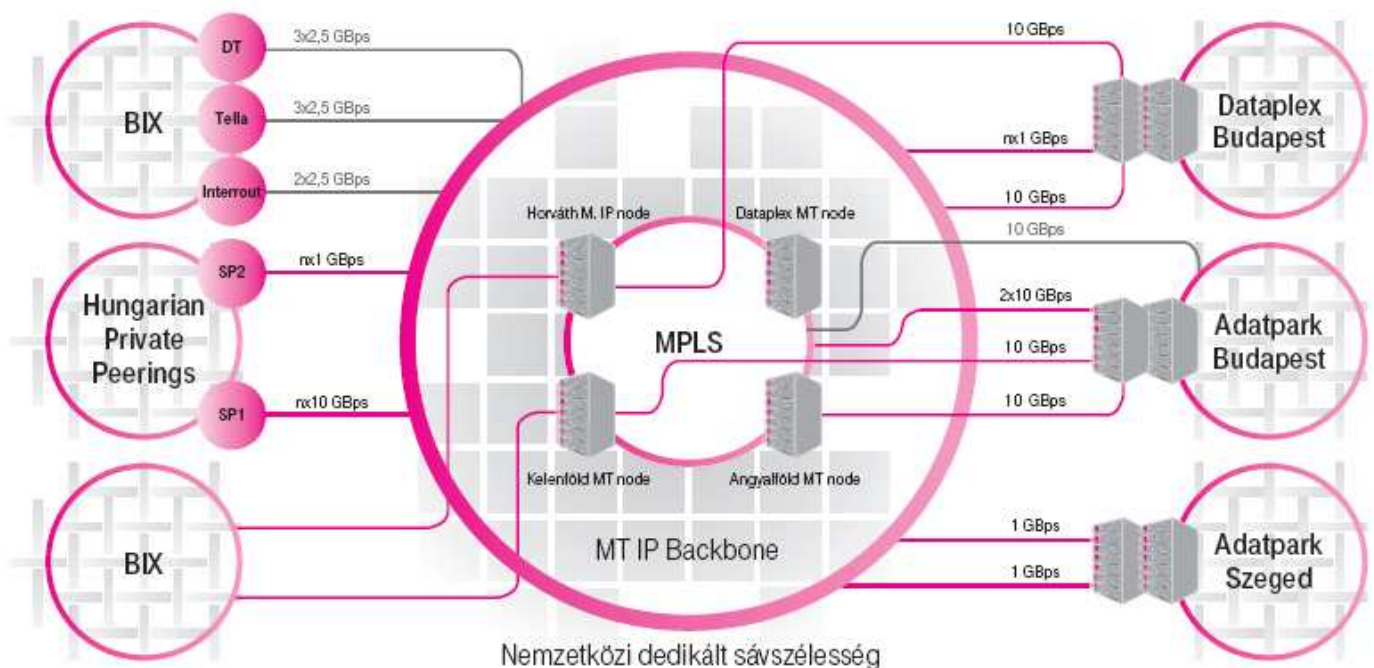 DT
3x2,5 GBps
BIX
Tella
3x2,5 GBps
Interrout
2x2,5 GBps
SP2
nx1 GBps
Hungarian
Private
Peerings
SP1
nx10 GBps
BIX
Horváth M. IP node
Dataplex MT node
MPLS
Kelenföld MT node
Angyalföld MT node
MT IP Backbone
Nemzetközi dedikált sávszélesség
10 GBps
nx1 GBps
10 GBps
Dataplex
Budapest
10 GBps
2x10 GBps
10 GBps
10 GBps
Adatpark
Budapest
1 GBps
1 GBps
Adatpark
Szeged